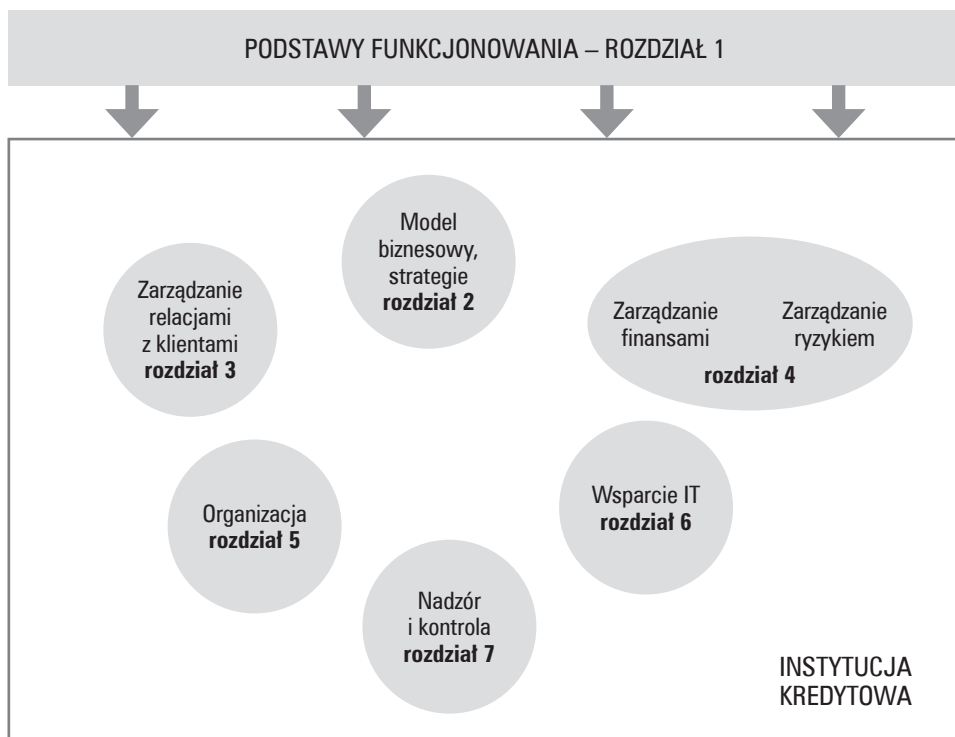 PODSTAWY FUNKCJONOWANIA – ROZDZIAŁ 1
Model
biznesowy,
strategie
rozdział 2
Zarządzanie
relacjami
z klientami
rozdział 3
Zarządzanie
finansami
Zarządzanie
ryzykiem
rozdział 4
Organizacja
rozdział 5
Wsparcie IT
rozdział 6
Nadzór
i kontrola
rozdział 7
INSTYTUCJA
KREDYTOWA